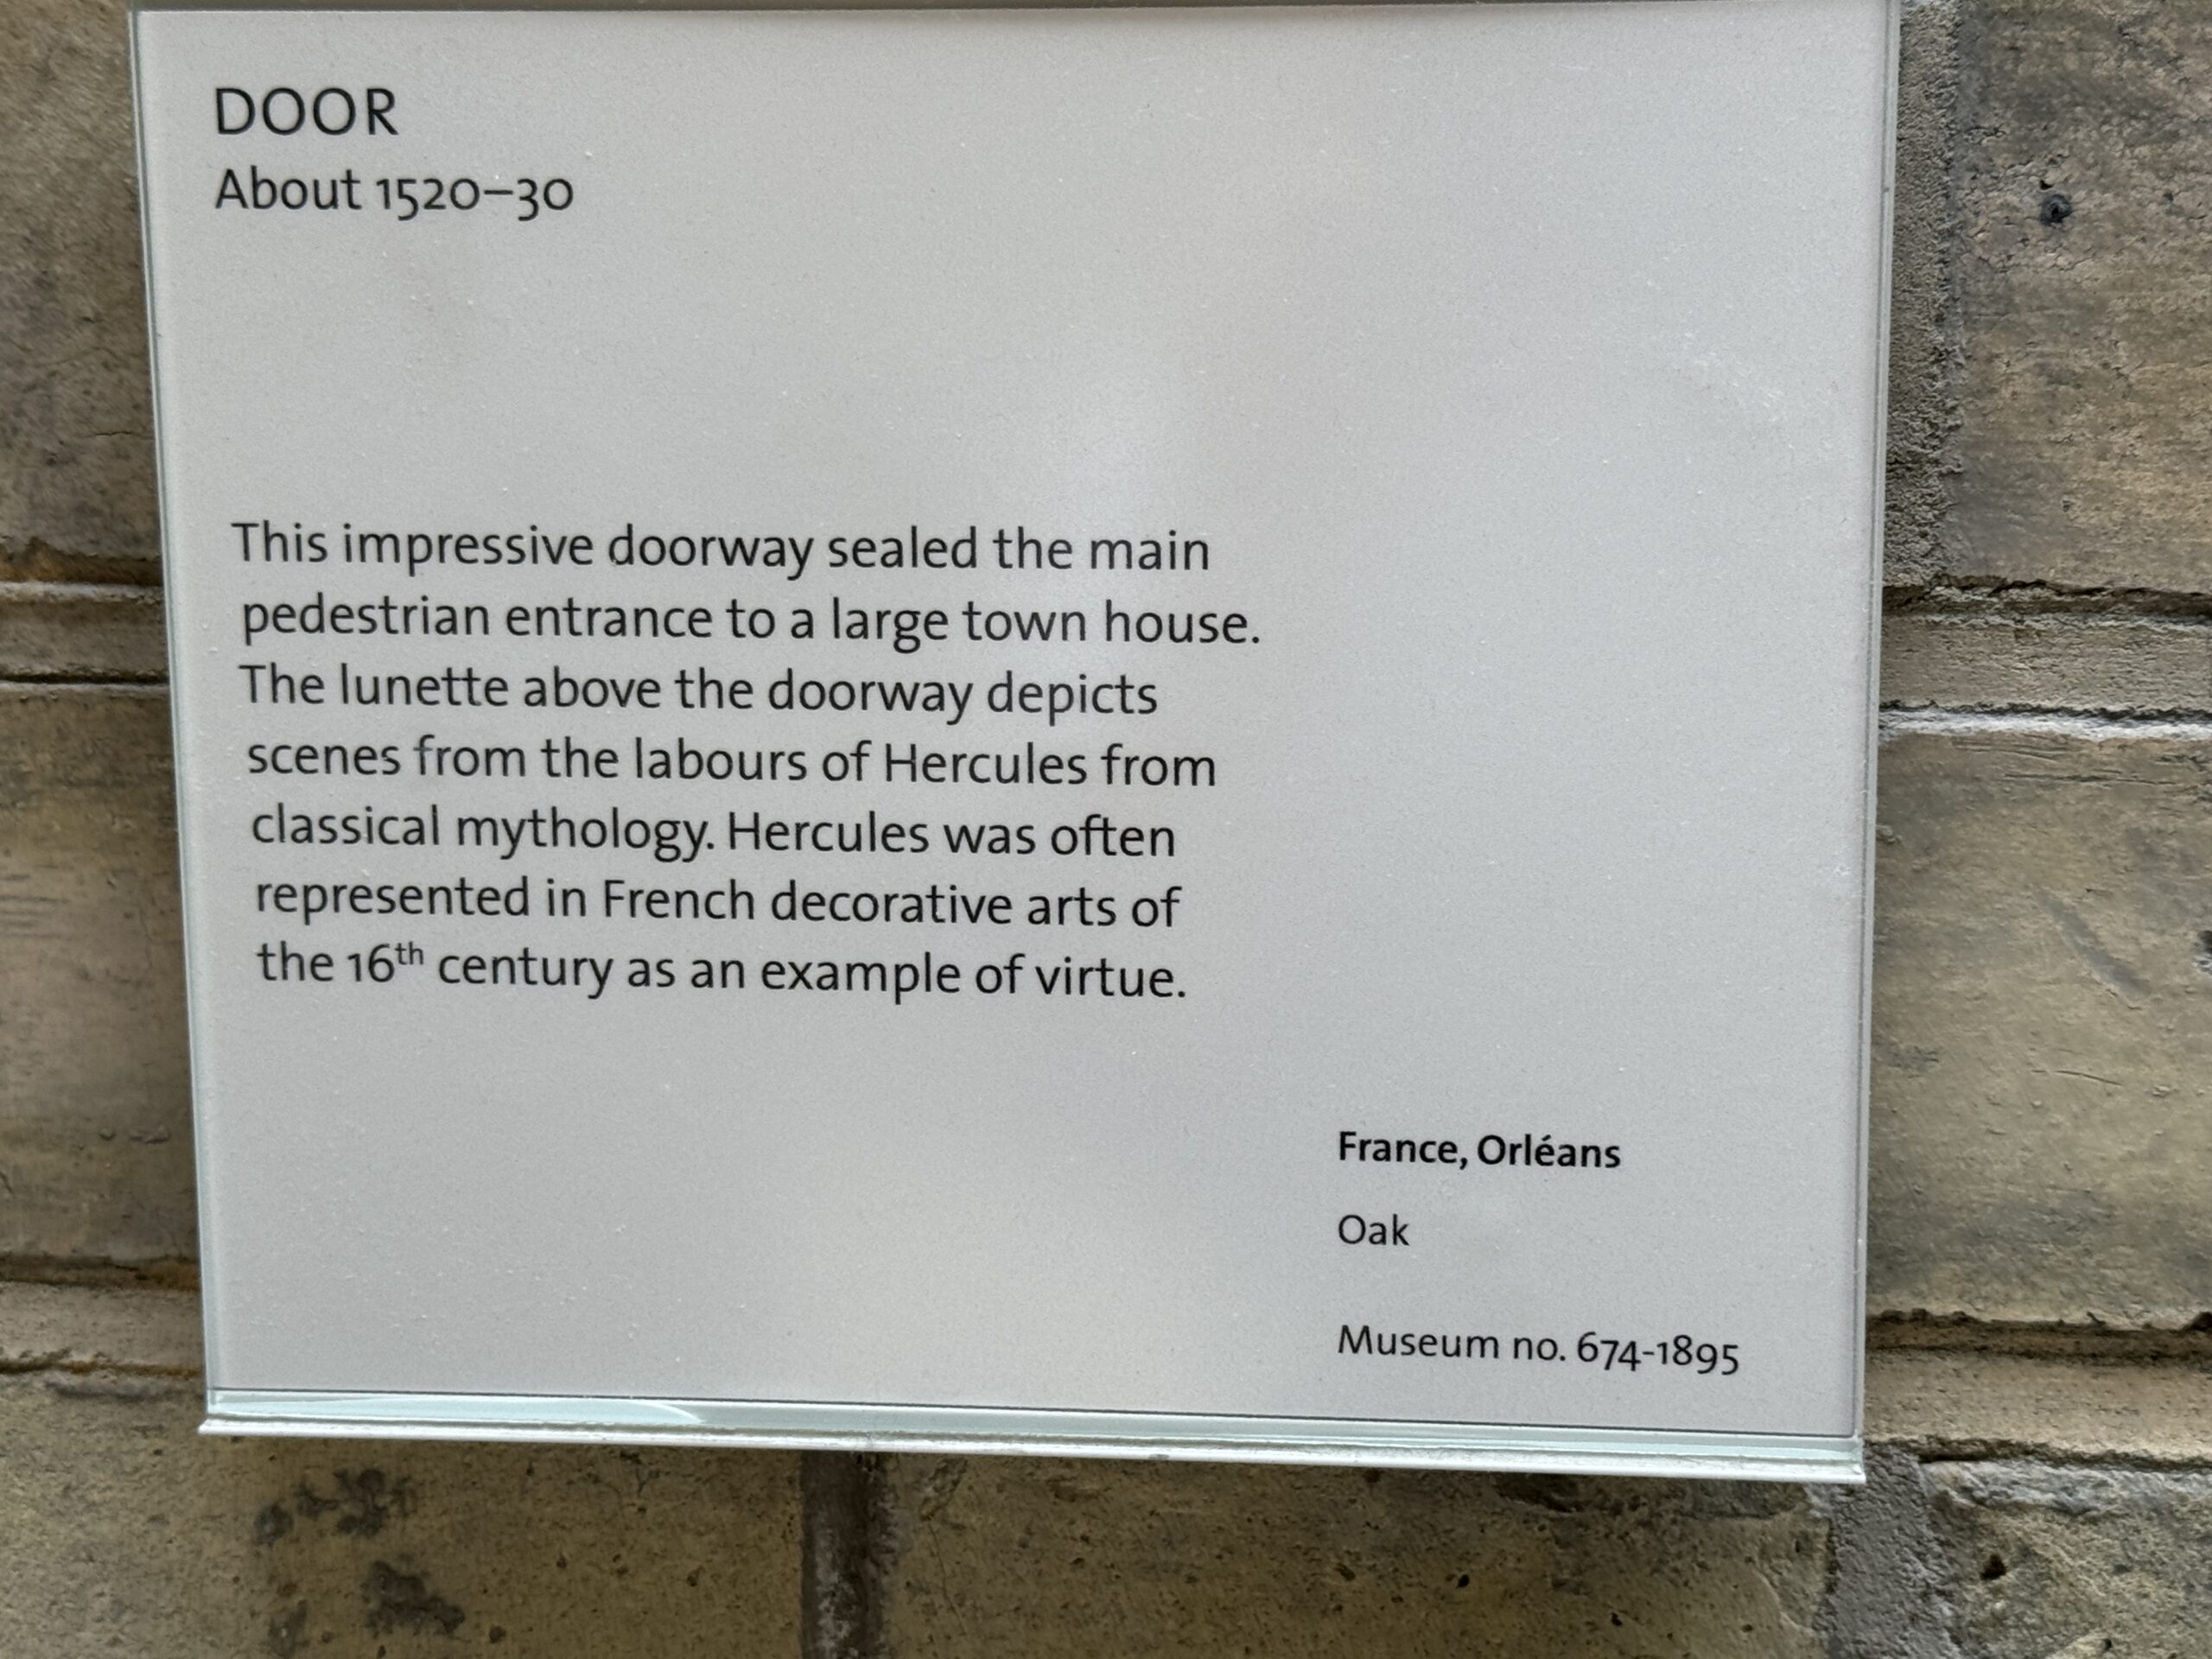 DOOR
About 1520–30
This impressive doorway sealed the main
pedestrian entrance to a large town house.
The lunette above the doorway depicts
scenes from the labours of Hercules from
classical mythology. Hercules was often
represented in French decorative arts of
the 16th century as an example of virtue.
France, Orléans
Oak
Museum no. 674-1895